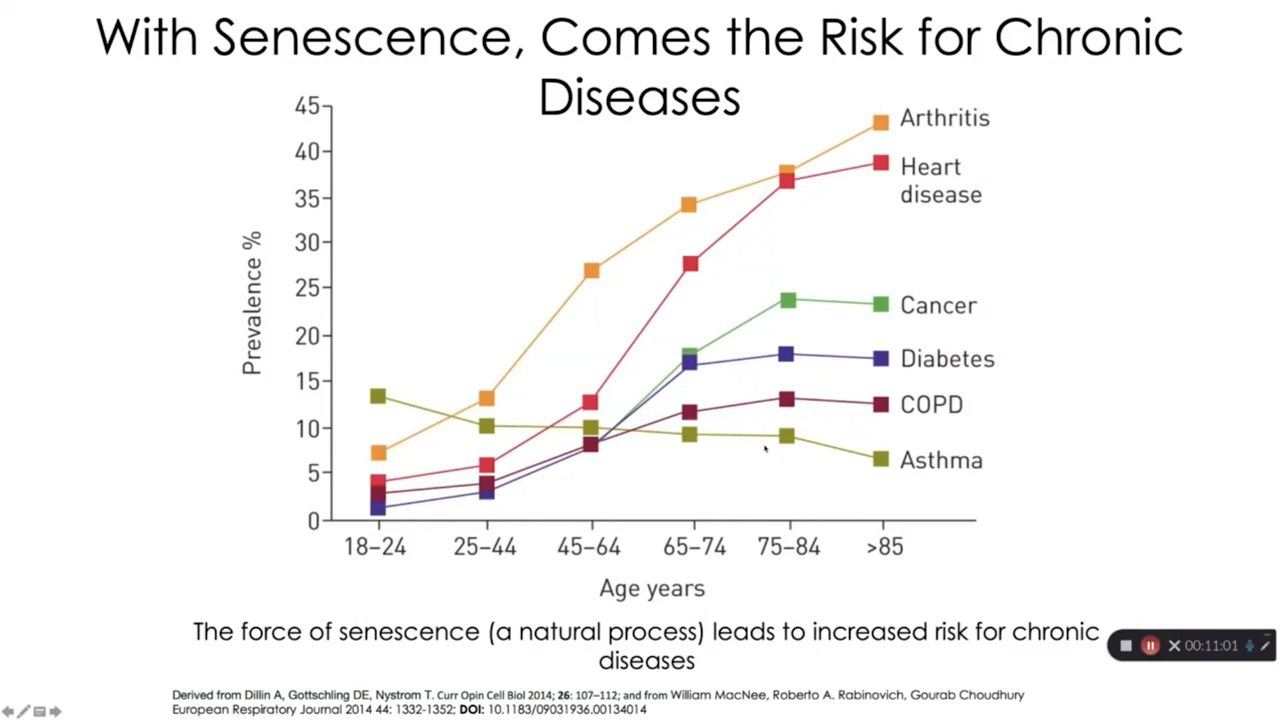 With Senescence, Comes the Risk for Chronic
Diseases
45
40
35
30
25
20
15
10
5
0
Prevalence %
Arthritis
Heart
disease
Cancer
Diabetes
COPD
Asthma
18–24 25–44 45–64 65–74 75–84 >85
Age years
The force of senescence (a natural process) leads to increased risk for chronic
diseases
00:11:01
Derived from Dillin A, Gottschling DE, Nystrom T. Curr Opin Cell Biol 2014; 26: 107–112; and from William MacNee, Roberto A. Rabinovich, Gourab Choudhury
European Respiratory Journal 2014 44: 1332-1352; DOI: 10.1183/09031936.00134014